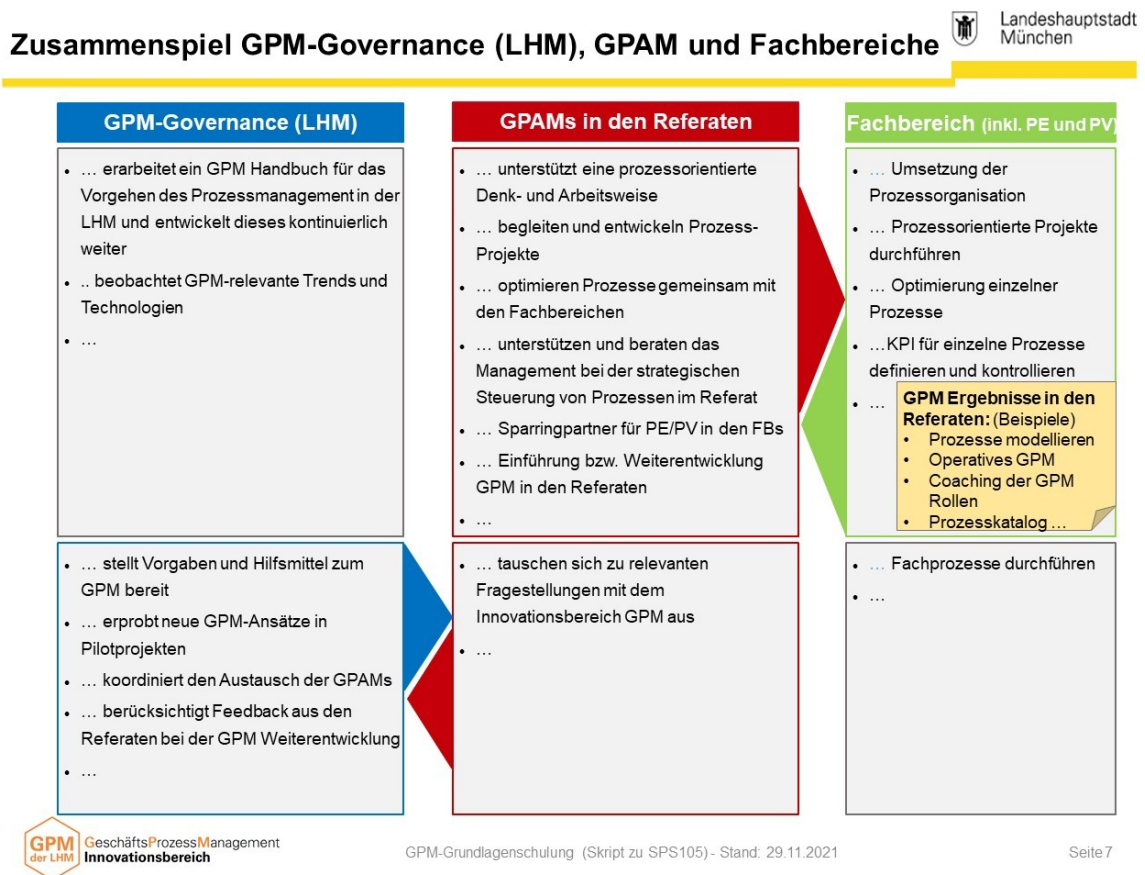 Zusammenspiel GPM-Governance (LHM), GPAM und Fachbereiche
Landeshauptstadt
München
GPM-Governance (LHM)
… erarbeitet ein GPM Handbuch für das
Vorgehen des Prozessmanagement in der
LHM und entwickelt dieses kontinuierlich
weiter
.. beobachtet GPM-relevante Trends und
Technologien
…
… stellt Vorgaben und Hilfsmittel zum
GPM bereit
… erprobt neue GPM-Ansätze in
Pilotprojekten
… koordiniert den Austausch der GPAMs
… berücksichtigt Feedback aus den
Referaten bei der GPM Weiterentwicklung
…
GPAMs in den Referaten
… unterstützt eine prozessorientierte
Denk- und Arbeitsweise
… begleiten und entwickeln Prozess-
Projekte
… optimieren Prozesse gemeinsam mit
den Fachbereichen
… unterstützen und beraten das
Management bei der strategischen
Steuerung von Prozessen im Referat
… Sparringpartner für PE/PV in den FBs
… Einführung bzw. Weiterentwicklung
GPM in den Referaten
…
… tauschen sich zu relevanten
Fragestellungen mit dem
Innovationsbereich GPM aus
…
Fachbereich (inkl. PE und PV)
… Umsetzung der
Prozessorganisation
… Prozessorientierte Projekte
durchführen
… Optimierung einzelner
Prozesse
…KPI für einzelne Prozesse
definieren und kontrollieren
…
GPM Ergebnisse in den
Referaten: (Beispiele)
Prozesse modellieren
Operatives GPM
Coaching der GPM
Rollen
Prozesskatalog …
… Fachprozesse durchführen
…
GPM
der LHM
GeschäftsProzessManagement
Innovationsbereich
GPM-Grundlagenschulung (Skript zu SPS105) - Stand: 29.11.2021
Seite 7